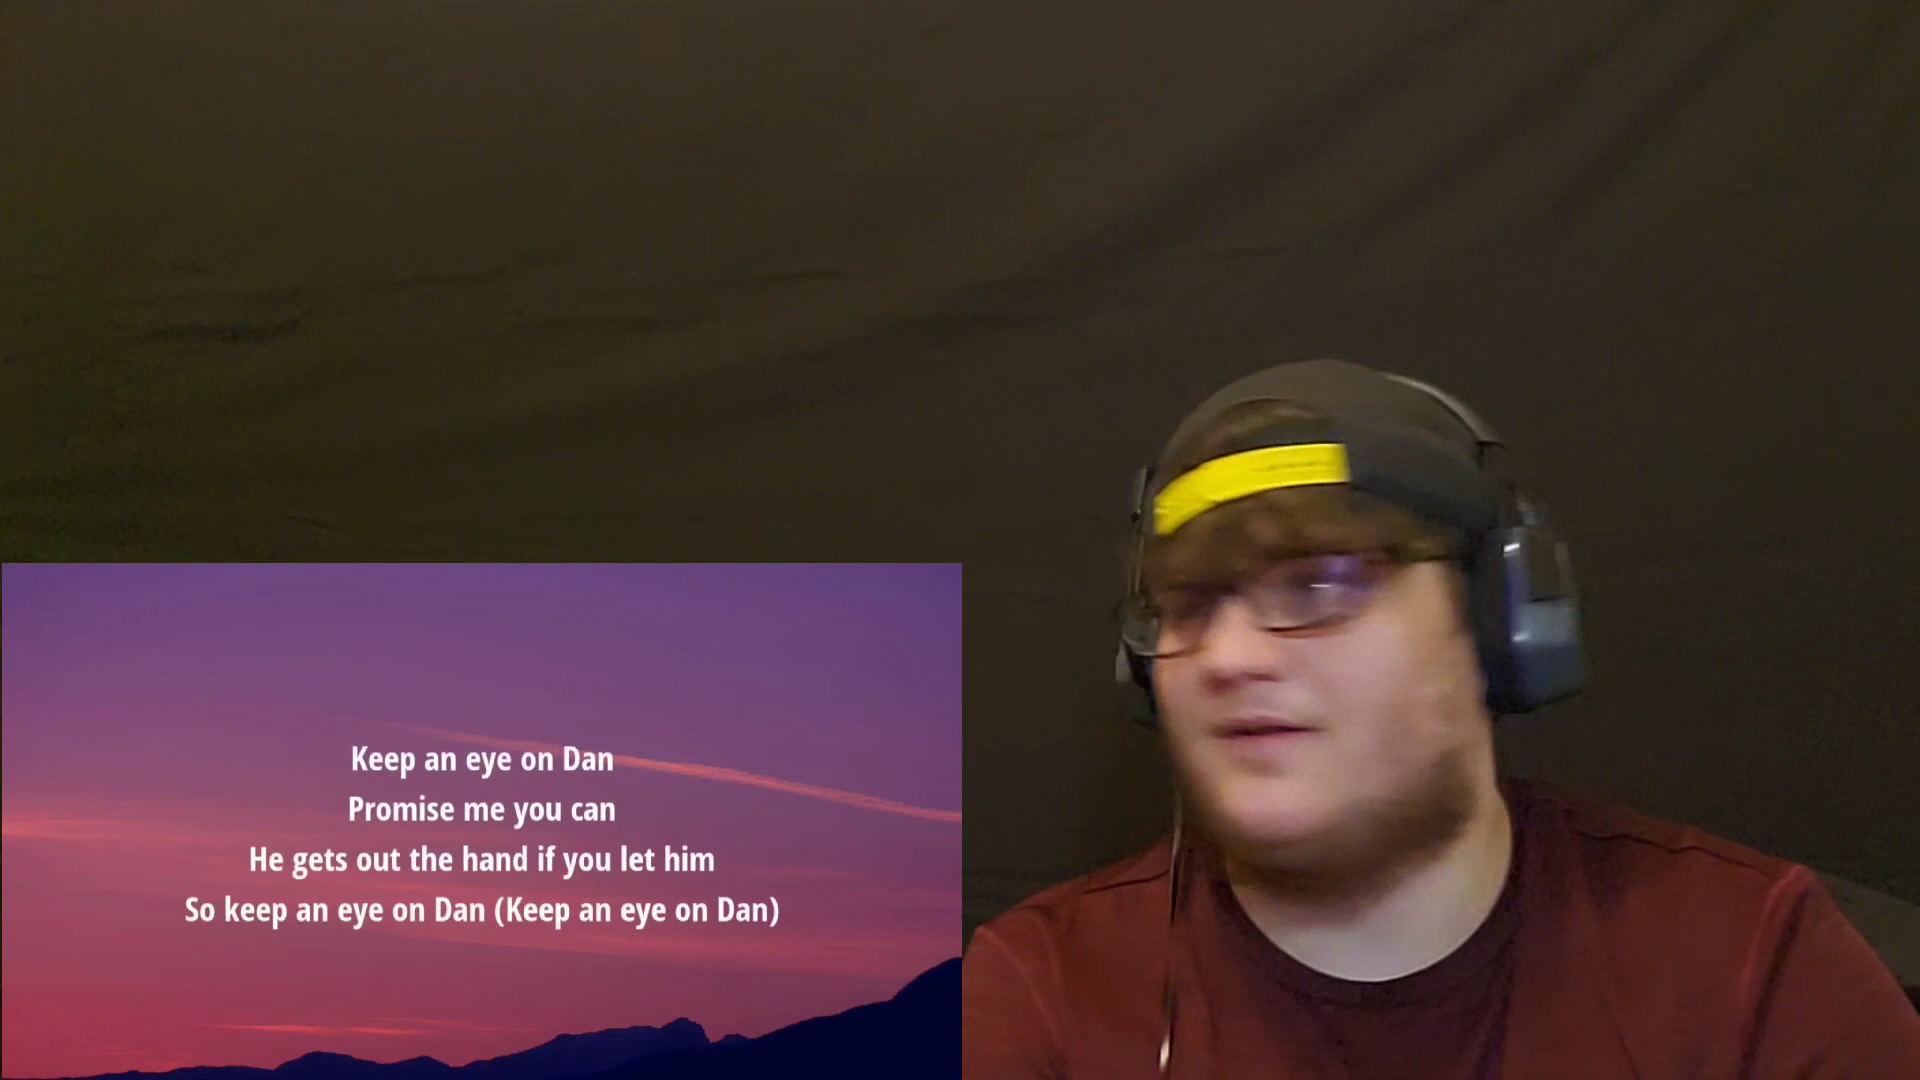 Keep an eye on Dan
Promise me you can
He gets out the hand if you let him
So keep an eye on Dan (Keep an eye on Dan)